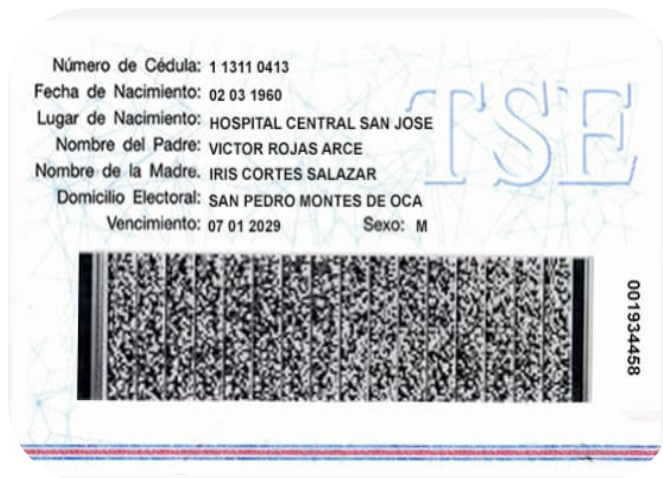 Número de Cédula: 1 1311 0413
Fecha de Nacimiento: 02 03 1960
Lugar de Nacimiento: HOSPITAL CENTRAL SAN JOSE
Nombre del Padre: VICTOR ROJAS ARCE
Nombre de la Madre. IRIS CORTES SALAZAR
Domicilio Electoral: SAN PEDRO MONTES DE OCA
Vencimiento: 07 01 2029 Sexo: M
TSE
001934458